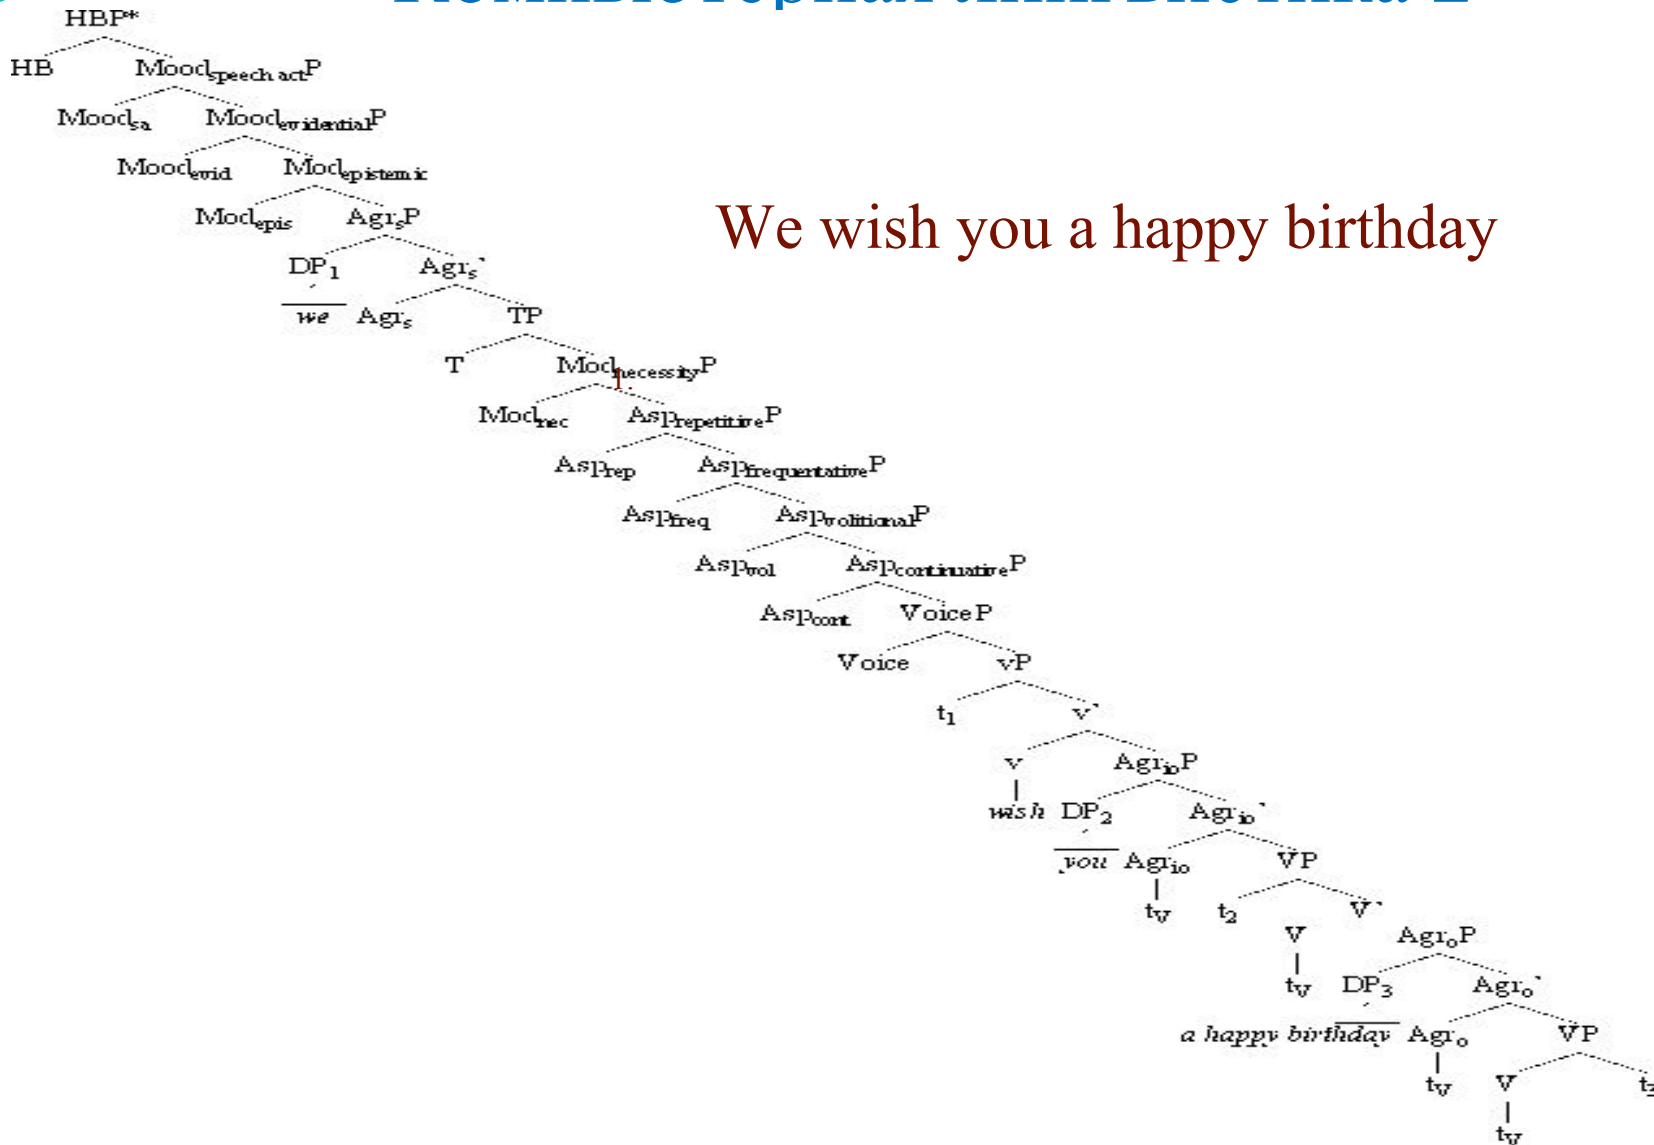 HBP*
HB Mood speech act P
Mood sa Mood evidential P
Mood evid Mod epistemic
Mod epis Agr s P
We wish you a happy birthday
DP 1 Agr s `
we Agr s TP
T Mod necessity P
1.
Mod nec Asp repetitive P
Asp rep Asp frequentative P
Asp freq Asp volitional P
Asp vol Asp continuative P
Asp cont Voice P
Voice vP
t 1 v`
v Agr io P
wish DP 2 Agr io `
you Agr io VP
t V t 2 V`
V Agr o P
t V DP 3 Agr o `
a happy birthday Agr o VP
t V V
t V